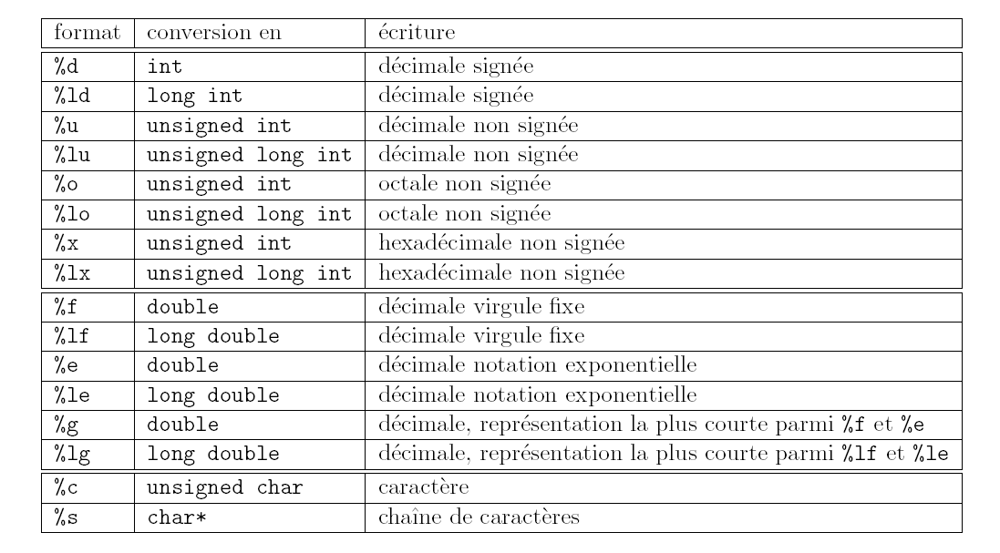 format conversion en écriture
%d int décimale signée
%ld long int décimale signée
%u unsigned int décimale non signée
%lu unsigned long int décimale non signée
%o unsigned int octale non signée
%lo unsigned long int octale non signée
%x unsigned int hexadécimale non signée
%lx unsigned long int hexadécimale non signée
%f double décimale virgule fixe
%lf long double décimale virgule fixe
%e double décimale notation exponentielle
%le long double décimale notation exponentielle
%g double décimale, représentation la plus courte parmi %f et %e
%lg long double décimale, représentation la plus courte parmi %lf et %le
%c unsigned char caractère
%s char* chaîne de caractères